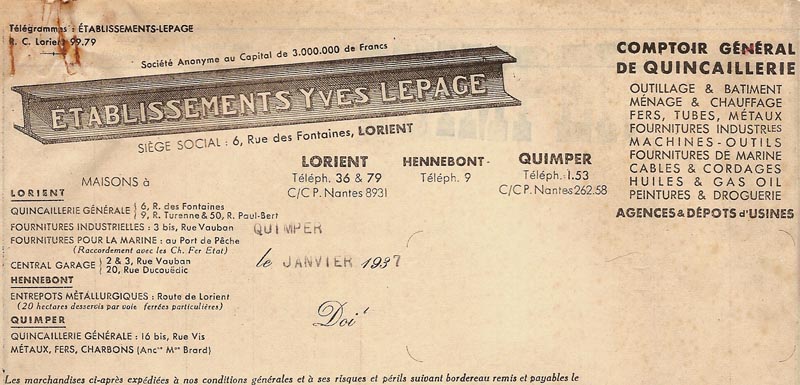 Télégrammes : ÉTABLISSEMENTS-LEPAGE
R. C. Lorient 99.79
Société Anonyme au Capital de 3.000.000 de Francs
ETABLISSEMENTS YVES LEPAGE
SIÈGE SOCIAL : 6, Rue des Fontaines, LORIENT
COMPTOIR GÉNÉRAL
DE QUINCAILLERIE
OUTILLAGE & BATIMENT
MÉNAGE & CHAUFFAGE
FERS, TUBES, MÉTAUX
FOURNITURES INDUSTRLES
MACHINES-OUTILS
FOURNITURES DE MARINE
CABLES & CORDAGES
HUILES & GAS OIL
PEINTURES & DROGUERIE
AGENCES & DÉPOTS d'USINES
LORIENT
Téléph. 36 & 79
C/C P. Nantes 8931
HENNEBONT
Téléph. 9
QUIMPER
Téléph. 1.53
C/C P. Nantes 262.58
MAISONS à
LORIENT
QUINCAILLERIE GÉNÉRALE 6, R. des Fontaines
9, R. Turenne & 50, R. Paul-Bert
FOURNITURES INDUSTRIELLES : 3 bis, Rue Vauban
FOURNITURES POUR LA MARINE : au Port de Pêche
(Raccordement avec les Ch. Fer Etat)
CENTRAL GARAGE 2 & 3, Rue Vauban
20, Rue Ducouëdic
HENNEBONT
ENTREPOTS MÉTALLURGIQUES : Route de Lorient
(20 hectares desservis par voie ferrées particulières)
QUIMPER
QUINCAILLERIE GÉNÉRALE : 16 bis, Rue Vis
MÉTAUX, FERS, CHARBONS (Ancne Mon Brard)
QUIMPER
le JANVIER 1937
Doit
Les marchandises ci-après expédiées à nos conditions générales et à ses risques et périls suivant bordereau remis et payables le